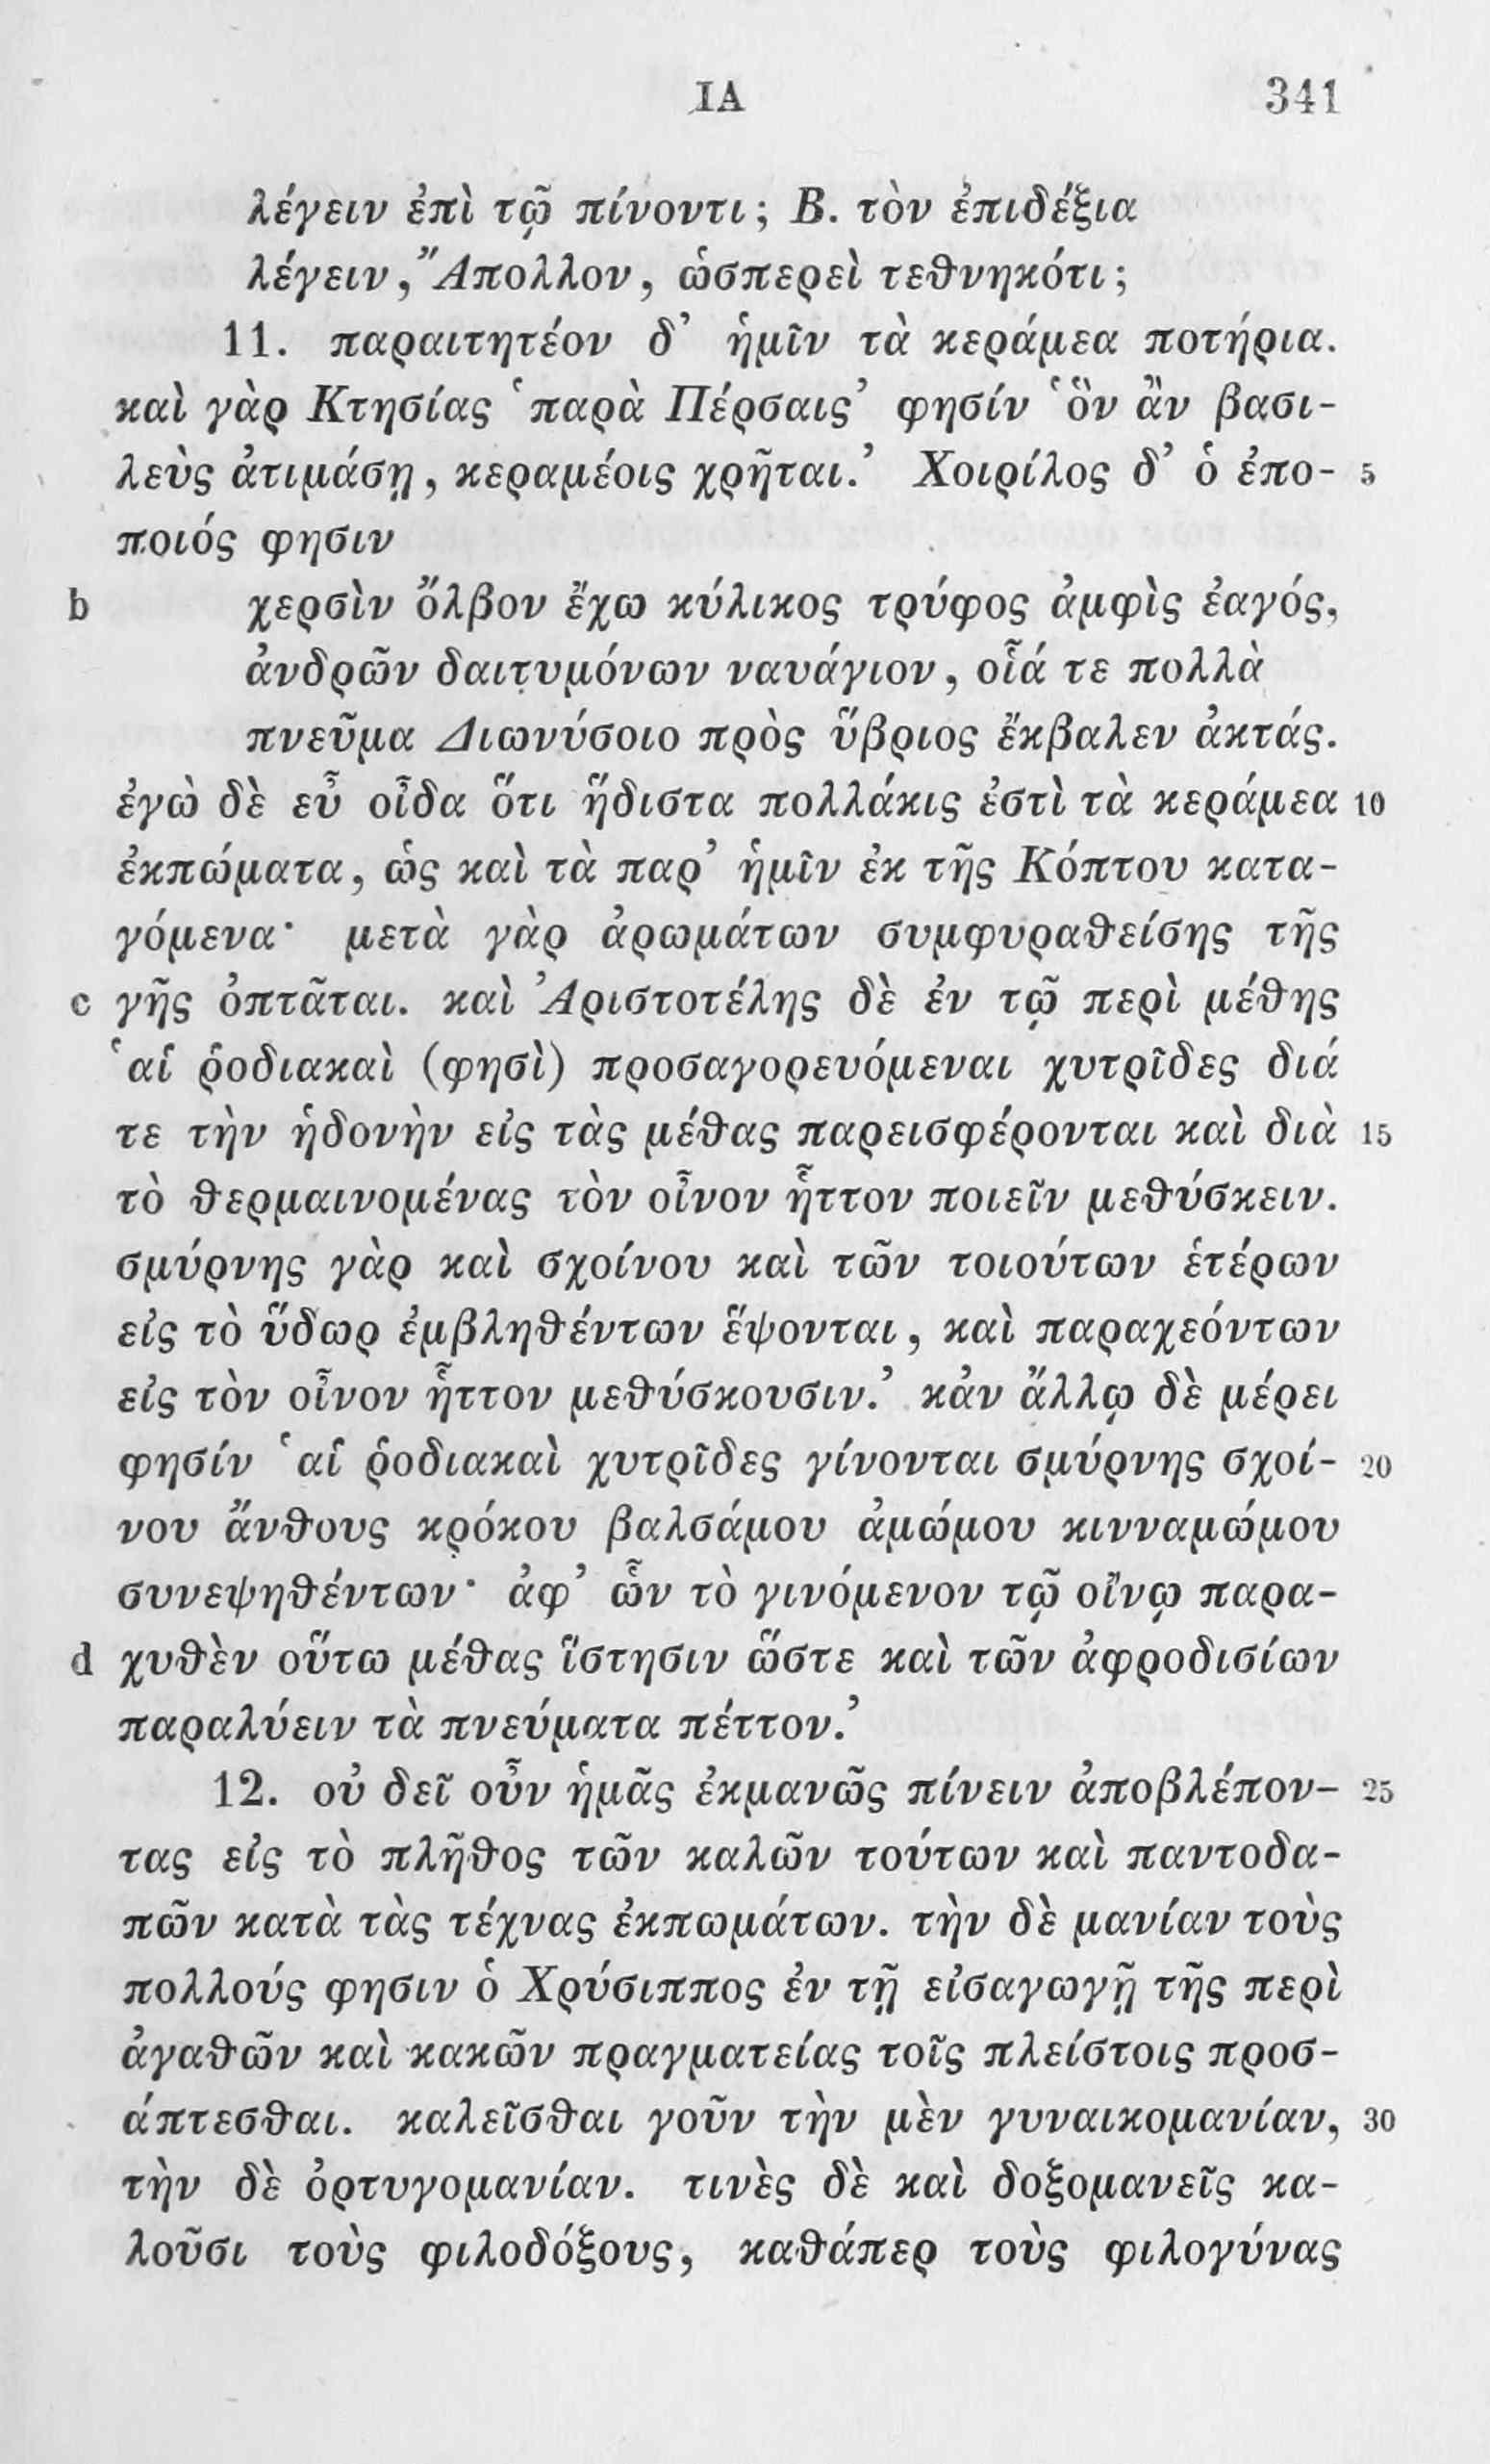 ΙΑ 341
λέγειν ἐπὶ τῷ πίνοντι; Β. τὸν ἐπιδέξια
λέγειν, Ἄπολλον, ὡσπερεὶ τεθνηκότι;
11. παραιτητέον δ’ ἡμῖν τὰ κεράμεα ποτήρια.
καὶ γὰρ Κτησίας ‘παρὰ Πέρσαις’ φησίν ‘ὃν ἂν βασι-
λεὺς ἀτιμάσῃ, κεραμέοις χρῆται.’ Χοιρίλος δ’ ὁ ἐπο- 5
ποιός φησιν
b χερσὶν ὄλβον ἔχω κύλικος τρύφος ἀμφὶς ἐαγός,
ἀνδρῶν δαιτυμόνων ναυάγιον, οἷά τε πολλὰ
πνεῦμα Διωνύσοιο πρὸς ὕβριος ἔκβαλεν ἀκτάς.
ἐγὼ δὲ εὖ οἶδα ὅτι ἥδιστα πολλάκις ἐστὶ τὰ κεράμεα 10
ἐκπώματα, ὡς καὶ τὰ παρ’ ἡμῖν ἐκ τῆς Κόπτου κατα-
γόμενα· μετὰ γὰρ ἀρωμάτων συμφυραθείσης τῆς
c γῆς ὀπτᾶται. καὶ Ἀριστοτέλης δὲ ἐν τῷ περὶ μέθης
‘αἱ ῥοδιακαὶ (φησὶ) προσαγορευόμεναι χυτρῖδες διά
τε τὴν ἡδονὴν εἰς τὰς μέθας παρεισφέρονται καὶ διὰ 15
τὸ θερμαινομένας τὸν οἶνον ἧττον ποιεῖν μεθύσκειν.
σμύρνης γὰρ καὶ σχοίνου καὶ τῶν τοιούτων ἑτέρων
εἰς τὸ ὕδωρ ἐμβληθέντων ἕψονται, καὶ παραχεόντων
εἰς τὸν οἶνον ἧττον μεθύσκουσιν.’ κἀν ἄλλῳ δὲ μέρει
φησίν ‘αἱ ῥοδιακαὶ χυτρῖδες γίνονται σμύρνης σχοί- 20
νου ἄνθους κρόκου βαλσάμου ἀμώμου κινναμώμου
συνεψηθέντων· ἀφ’ ὧν τὸ γινόμενον τῷ οἴνῳ παρα-
d χυθὲν οὕτω μέθας ἵστησιν ὥστε καὶ τῶν ἀφροδισίων
παραλύειν τὰ πνεύματα πέττον.’
12. οὐ δεῖ οὖν ἡμᾶς ἐκμανῶς πίνειν ἀποβλέπον- 25
τας εἰς τὸ πλῆθος τῶν καλῶν τούτων καὶ παντοδα-
πῶν κατὰ τὰς τέχνας ἐκπωμάτων. τὴν δὲ μανίαν τοὺς
πολλούς φησιν ὁ Χρύσιππος ἐν τῇ εἰσαγωγῇ τῆς περὶ
ἀγαθῶν καὶ κακῶν πραγματείας τοῖς πλείστοις προσ-
άπτεσθαι. καλεῖσθαι γοῦν τὴν μὲν γυναικομανίαν, 30
τὴν δὲ ὀρτυγομανίαν. τινὲς δὲ καὶ δοξομανεῖς κα-
λοῦσι τοὺς φιλοδόξους, καθάπερ τοὺς φιλογύνας